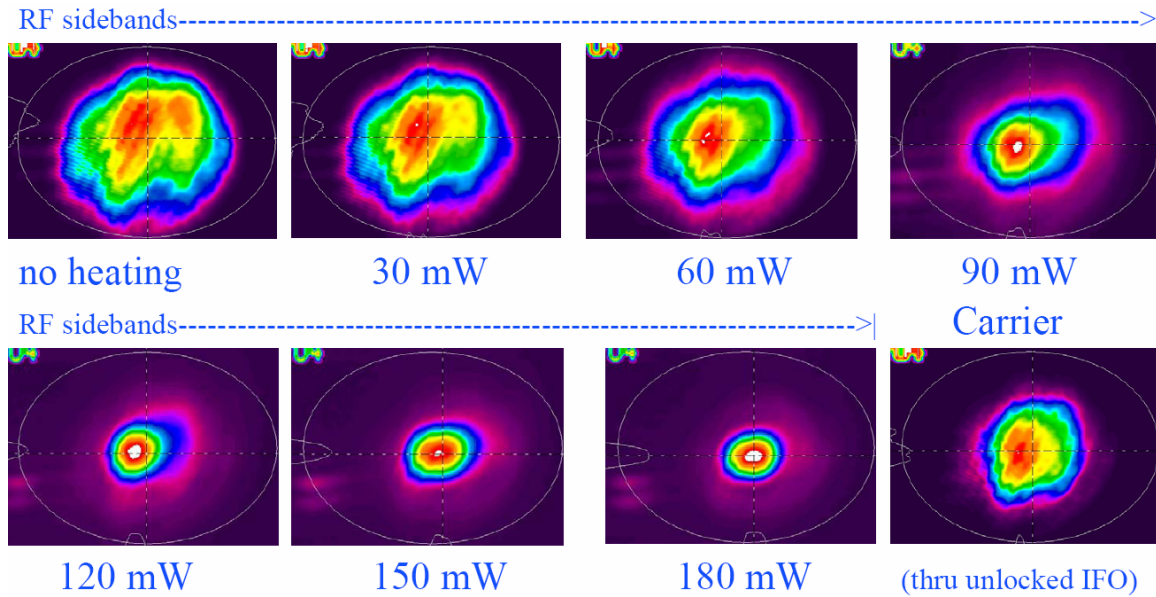 RF sidebands------------------------------------------------------------------------------------------------>
no heating 30 mW 60 mW 90 mW
RF sidebands--------------------------------------------------------------------->| Carrier
120 mW 150 mW 180 mW (thru unlocked IFO)